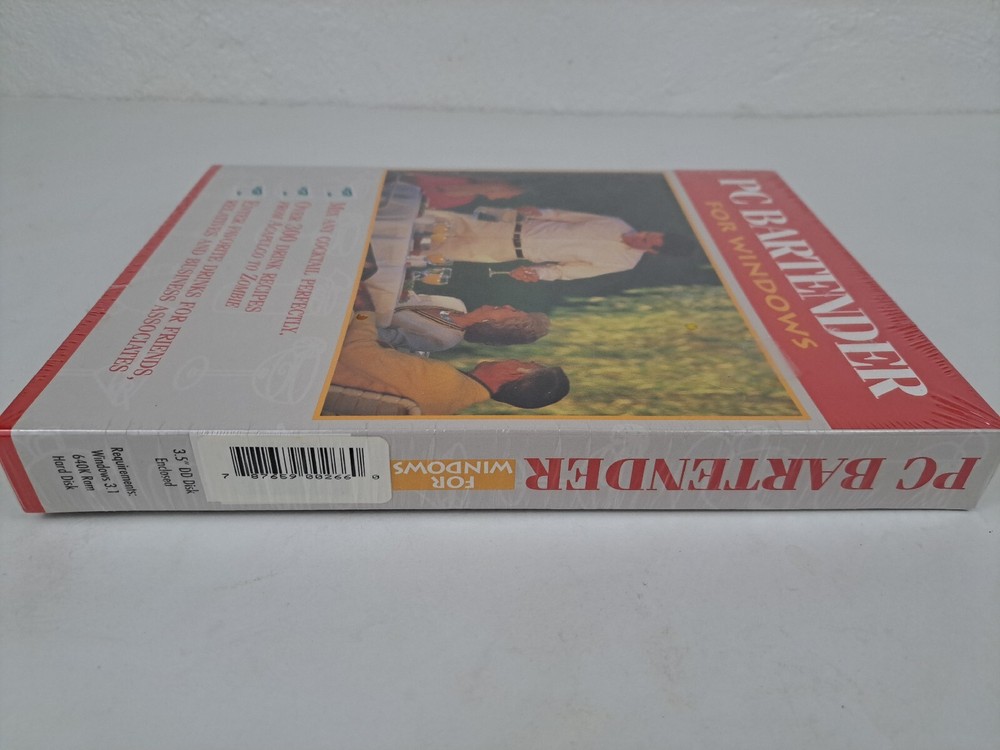 PC BARTENDER
FOR WINDOWS
MIX ANY COCKTAIL PERFECTLY.
OVER 300 DRINK RECIPES
FROM
TO ZOMBIE
ENTER FAVORITE DRINKS FOR FRIENDS,
RELATIVES AND BUSINESS ASSOCIATES,
PC BARTENDER
FOR
WINDOWS
3.5" DD Disk
Enclosed
Requirements:
Windows 3.1
640K Ram
Hard Disk